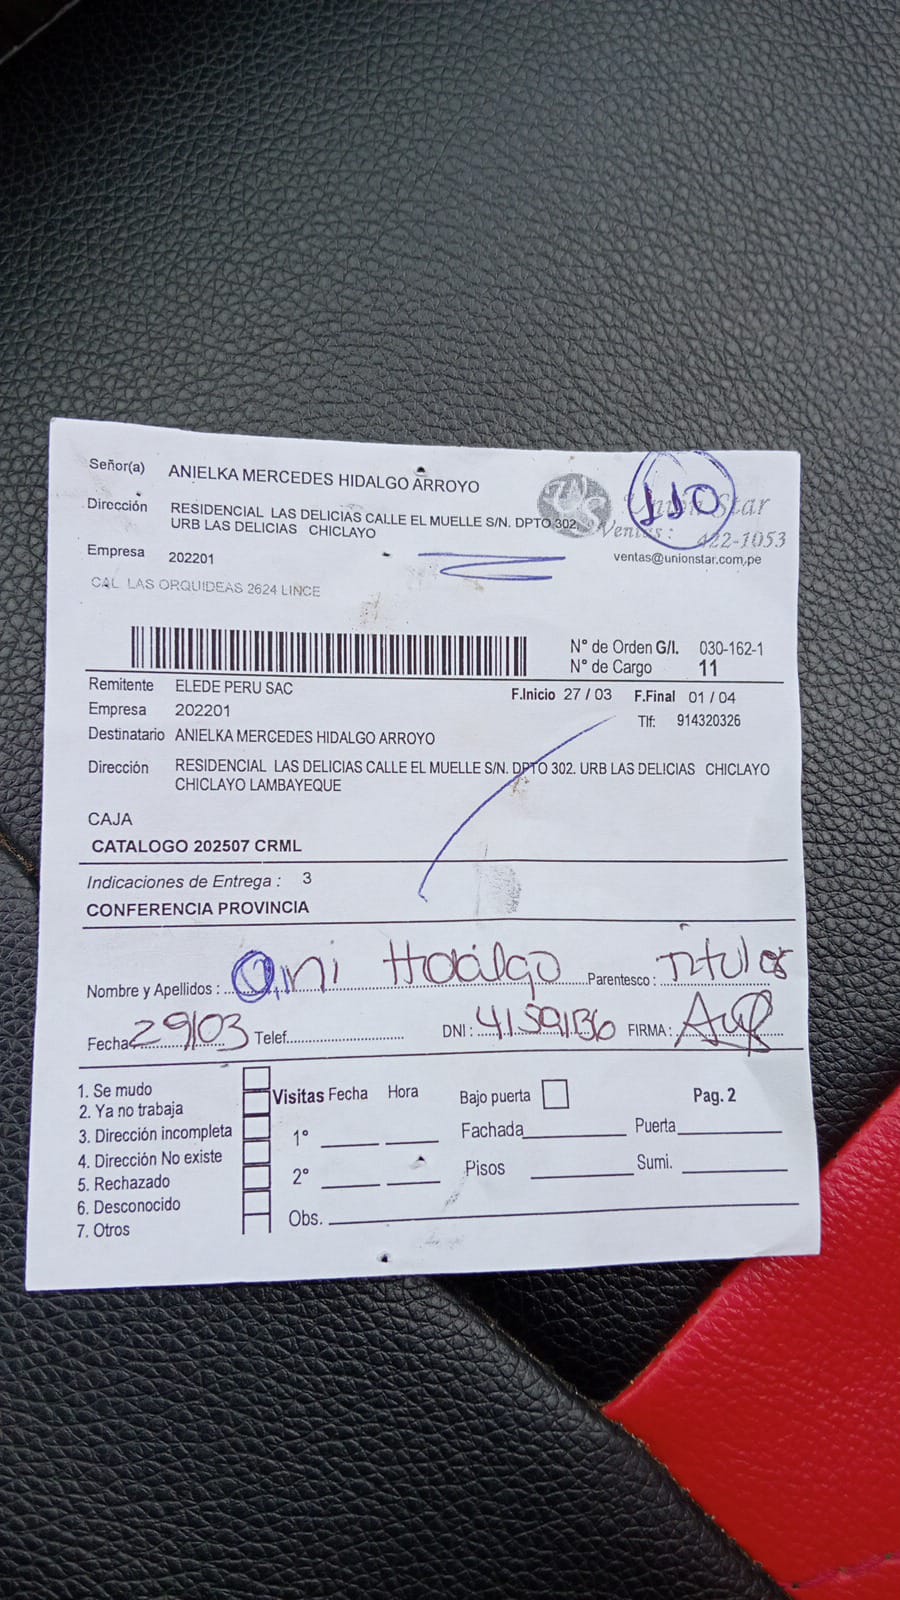 Señor(a) ANIELKA MERCEDES HIDALGO ARROYO
Dirección RESIDENCIAL LAS DELICIAS CALLE EL MUELLE S/N. DPTO 302.
URB LAS DELICIAS CHICLAYO
110
Union Star
Ventas: 422-1053
ventas@unionstar.com.pe
Empresa 202201
CAL LAS ORQUIDEAS 2624 LINCE
N° de Orden G/I. 030-162-1
N° de Cargo 11
Remitente ELEDE PERU SAC
F.Inicio 27 / 03 F.Final 01 / 04
Empresa 202201
Tlf: 914320326
Destinatario ANIELKA MERCEDES HIDALGO ARROYO
Dirección RESIDENCIAL LAS DELICIAS CALLE EL MUELLE S/N. DPTO 302. URB LAS DELICIAS CHICLAYO
CHICLAYO LAMBAYEQUE
CAJA
CATALOGO 202507 CRML
Indicaciones de Entrega : 3
CONFERENCIA PROVINCIA
Nombre y Apellidos : Hidalgo Parentesco :
Fecha 29/03 Telef. DNI : 41591136 FIRMA :
1. Se mudo
2. Ya no trabaja
3. Dirección incompleta
4. Dirección No existe
5. Rechazado
6. Desconocido
7. Otros
Visitas Fecha Hora
1°
2°
Obs.
Bajo puerta Pag. 2
Fachada Puerta
Pisos Sumi.